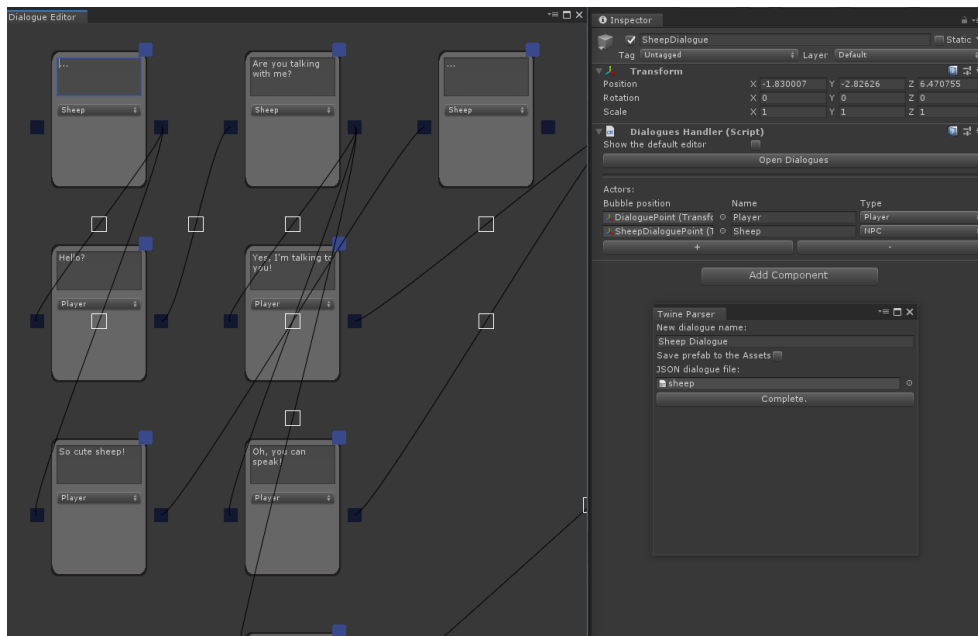 Dialogue Editor
...
Sheep
Are you talking
with me?
Sheep
...
Sheep
Hello?
Player
Yes, I'm talking to
you!
Player
So cute sheep!
Player
Oh, you can
speak!
Player
Inspector
SheepDialogue
Static
Tag Untagged Layer Default
Transform
Position X -1.830007 Y -2.82626 Z 6.470755
Rotation X 0 Y 0 Z 0
Scale X 1 Y 1 Z 1
Dialogues Handler (Script)
Show the default editor
Open Dialogues
Actors:
Bubble position Name Type
DialoguePoint (Transfo Player Player
SheepDialoguePoint (T Sheep NPC
+ -
Add Component
Twine Parser
New dialogue name:
Sheep Dialogue
Save prefab to the Assets
JSON dialogue file:
sheep
Complete.